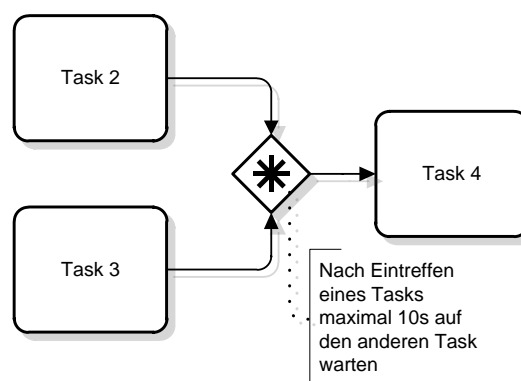 Task 2
Task 4
Task 3
Nach Eintreffen
eines Tasks
maximal 10s auf
den anderen Task
warten